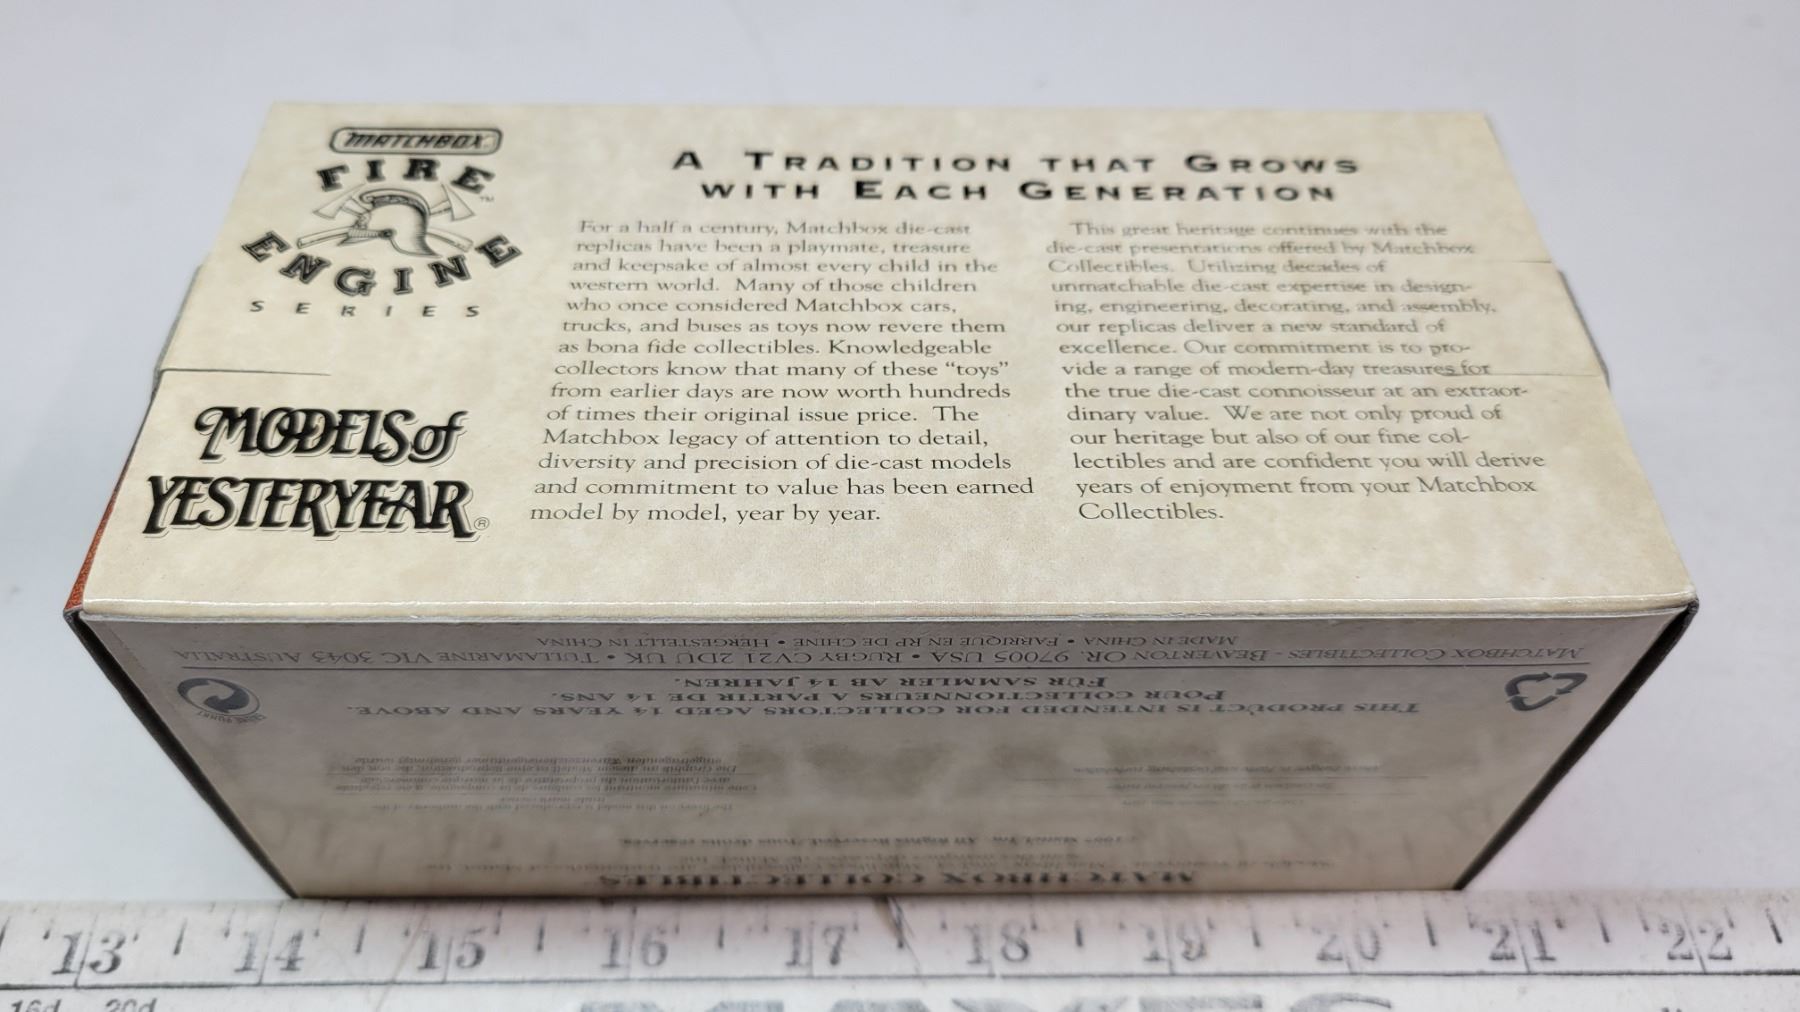 MATCHBOX
FIRE
™
ENGINE
SERIES
MODELS of
YESTERYEAR®
A TRADITION THAT GROWS
WITH EACH GENERATION
For a half a century, Matchbox die-cast
replicas have been a playmate, treasure
and keepsake of almost every child in the
western world. Many of those children
who once considered Matchbox cars,
trucks, and buses as toys now revere them
as bona fide collectibles. Knowledgeable
collectors know that many of these “toys”
from earlier days are now worth hundreds
of times their original issue price. The
Matchbox legacy of attention to detail,
diversity and precision of die-cast models
and commitment to value has been earned
model by model, year by year.
This great heritage continues with the
die-cast presentations offered by Matchbox
Collectibles. Utilizing decades of
unmatchable die-cast expertise in design-
ing, engineering, decorating, and assembly,
our replicas deliver a new standard of
excellence. Our commitment is to pro-
vide a range of modern-day treasures for
the true die-cast connoisseur at an extraor-
dinary value. We are not only proud of
our heritage but also of our fine col-
lectibles and are confident you will derive
years of enjoyment from your Matchbox
Collectibles.
MATCHBOX COLLECTIBLES
THIS PRODUCT IS INTENDED FOR COLLECTORS AGED 14 YEARS AND ABOVE.
POUR COLLECTIONNEURS A PARTIR DE 14 ANS.
FÜR SAMMLER AB 14 JAHREN.
MATCHBOX COLLECTIBLES - BEAVERTON OR. 97005 USA • RUGBY CV21 2DU UK • TULLAMARINE VIC 3043 AUSTRALIA
MADE IN CHINA • FABRIQUE EN RP DE CHINE • HERGESTELLT IN CHINA
13 14 15 16 17 18 19 20 21 22
16d 20d